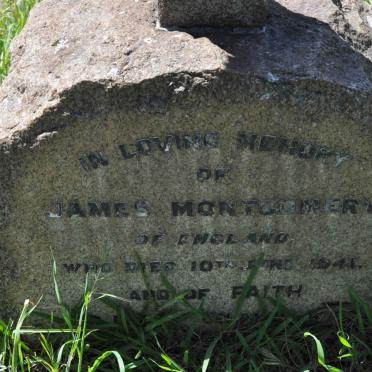 IN LOVING MEMORY
OF
JAMES MONTGOMERY
OF ENGLAND
WHO DIED 10TH JUNE 1941.
AND OF FAITH